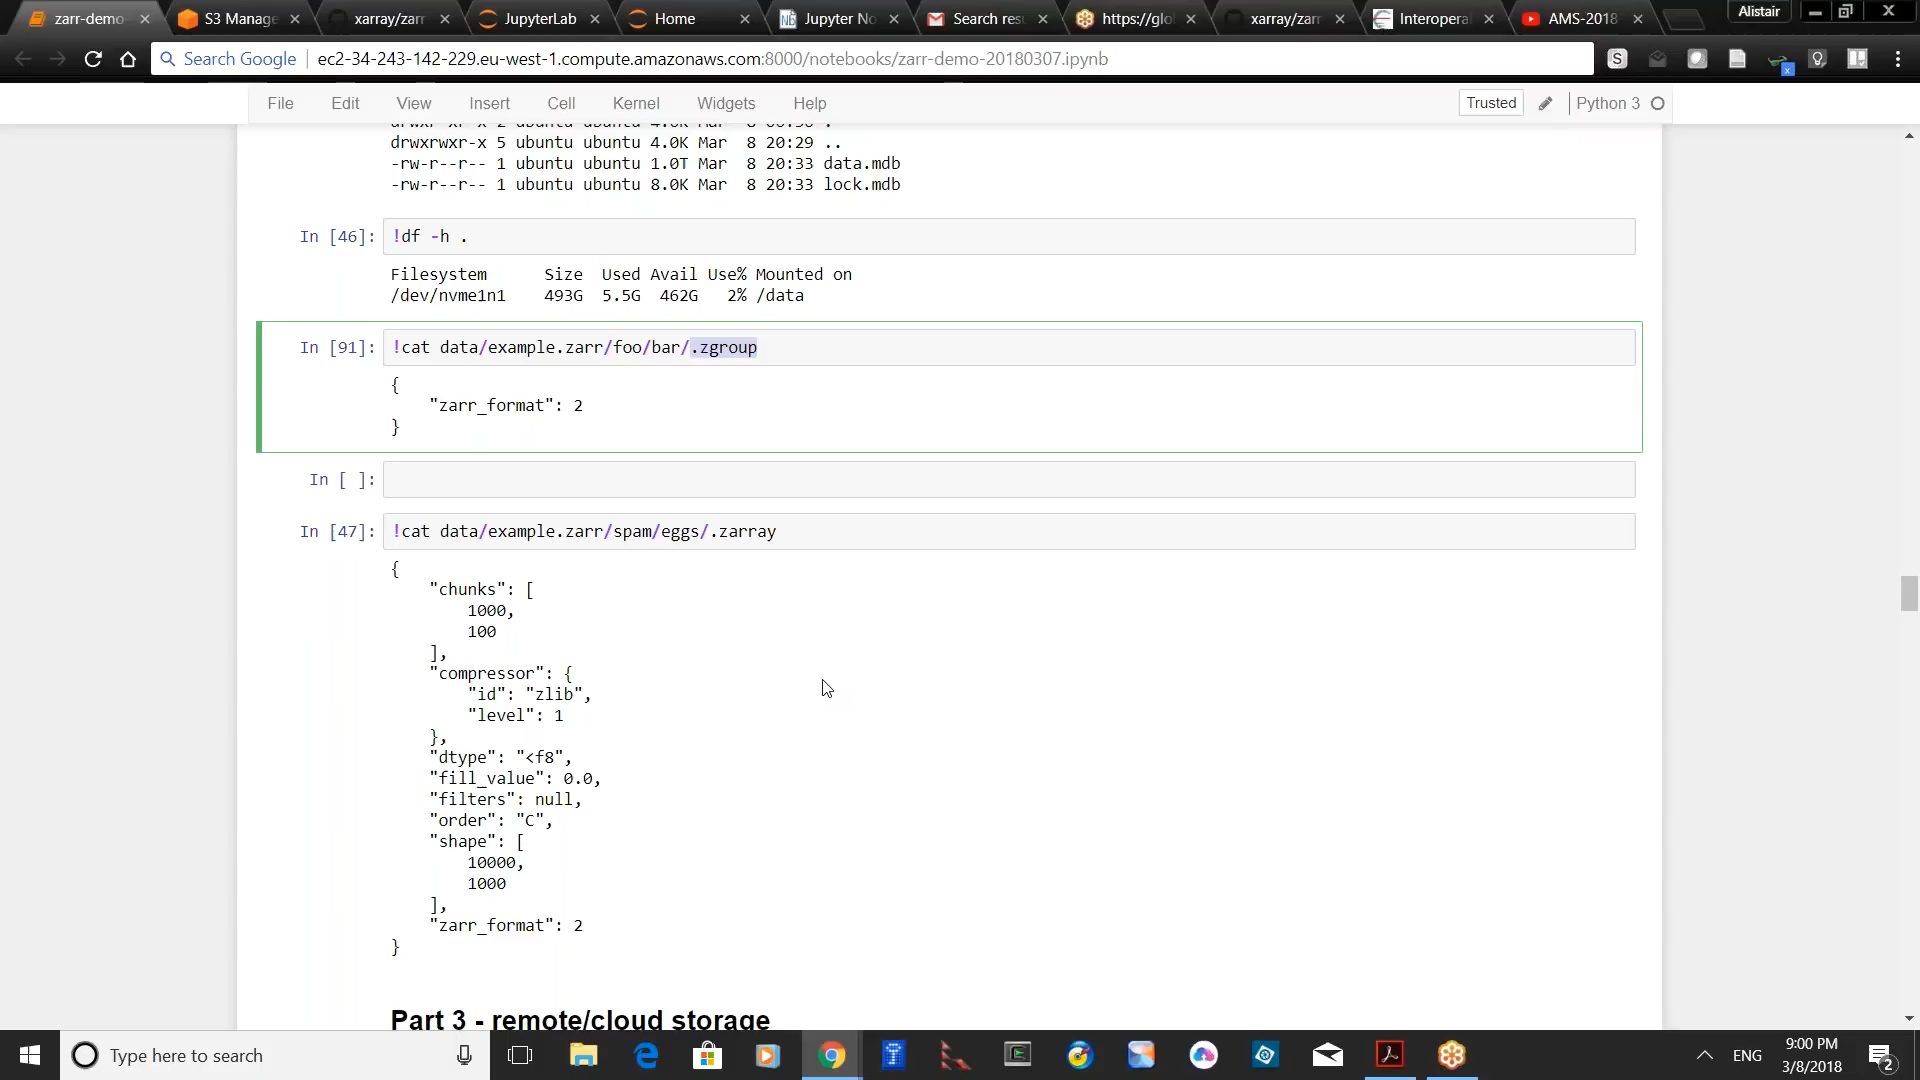 zarr-demo
S3 Manage
xarray/zarr
JupyterLab
Home
Jupyter No
Search res
https://glo
xarray/zarr
Interopera
AMS-2018
Alistair
Search Google
ec2-34-243-142-229.eu-west-1.compute.amazonaws.com:8000/notebooks/zarr-demo-20180307.ipynb
File Edit View Insert Cell Kernel Widgets Help
Trusted
Python 3
drwxrwxr-x 5 ubuntu ubuntu 4.0K Mar  8 20:29 ..
-rw-r--r-- 1 ubuntu ubuntu 1.0T Mar  8 20:33 data.mdb
-rw-r--r-- 1 ubuntu ubuntu 8.0K Mar  8 20:33 lock.mdb
In [46]: !df -h .
Filesystem      Size  Used Avail Use% Mounted on
/dev/nvme1n1    493G  5.5G  462G   2% /data
In [91]: !cat data/example.zarr/foo/bar/.zgroup
{
    "zarr_format": 2
}
In [ ]:
In [47]: !cat data/example.zarr/spam/eggs/.zarray
{
    "chunks": [
        1000,
        100
    ],
    "compressor": {
        "id": "zlib",
        "level": 1
    },
    "dtype": "<f8",
    "fill_value": 0.0,
    "filters": null,
    "order": "C",
    "shape": [
        10000,
        1000
    ],
    "zarr_format": 2
}
Part 3 - remote/cloud storage
Type here to search
ENG
9:00 PM
3/8/2018
2